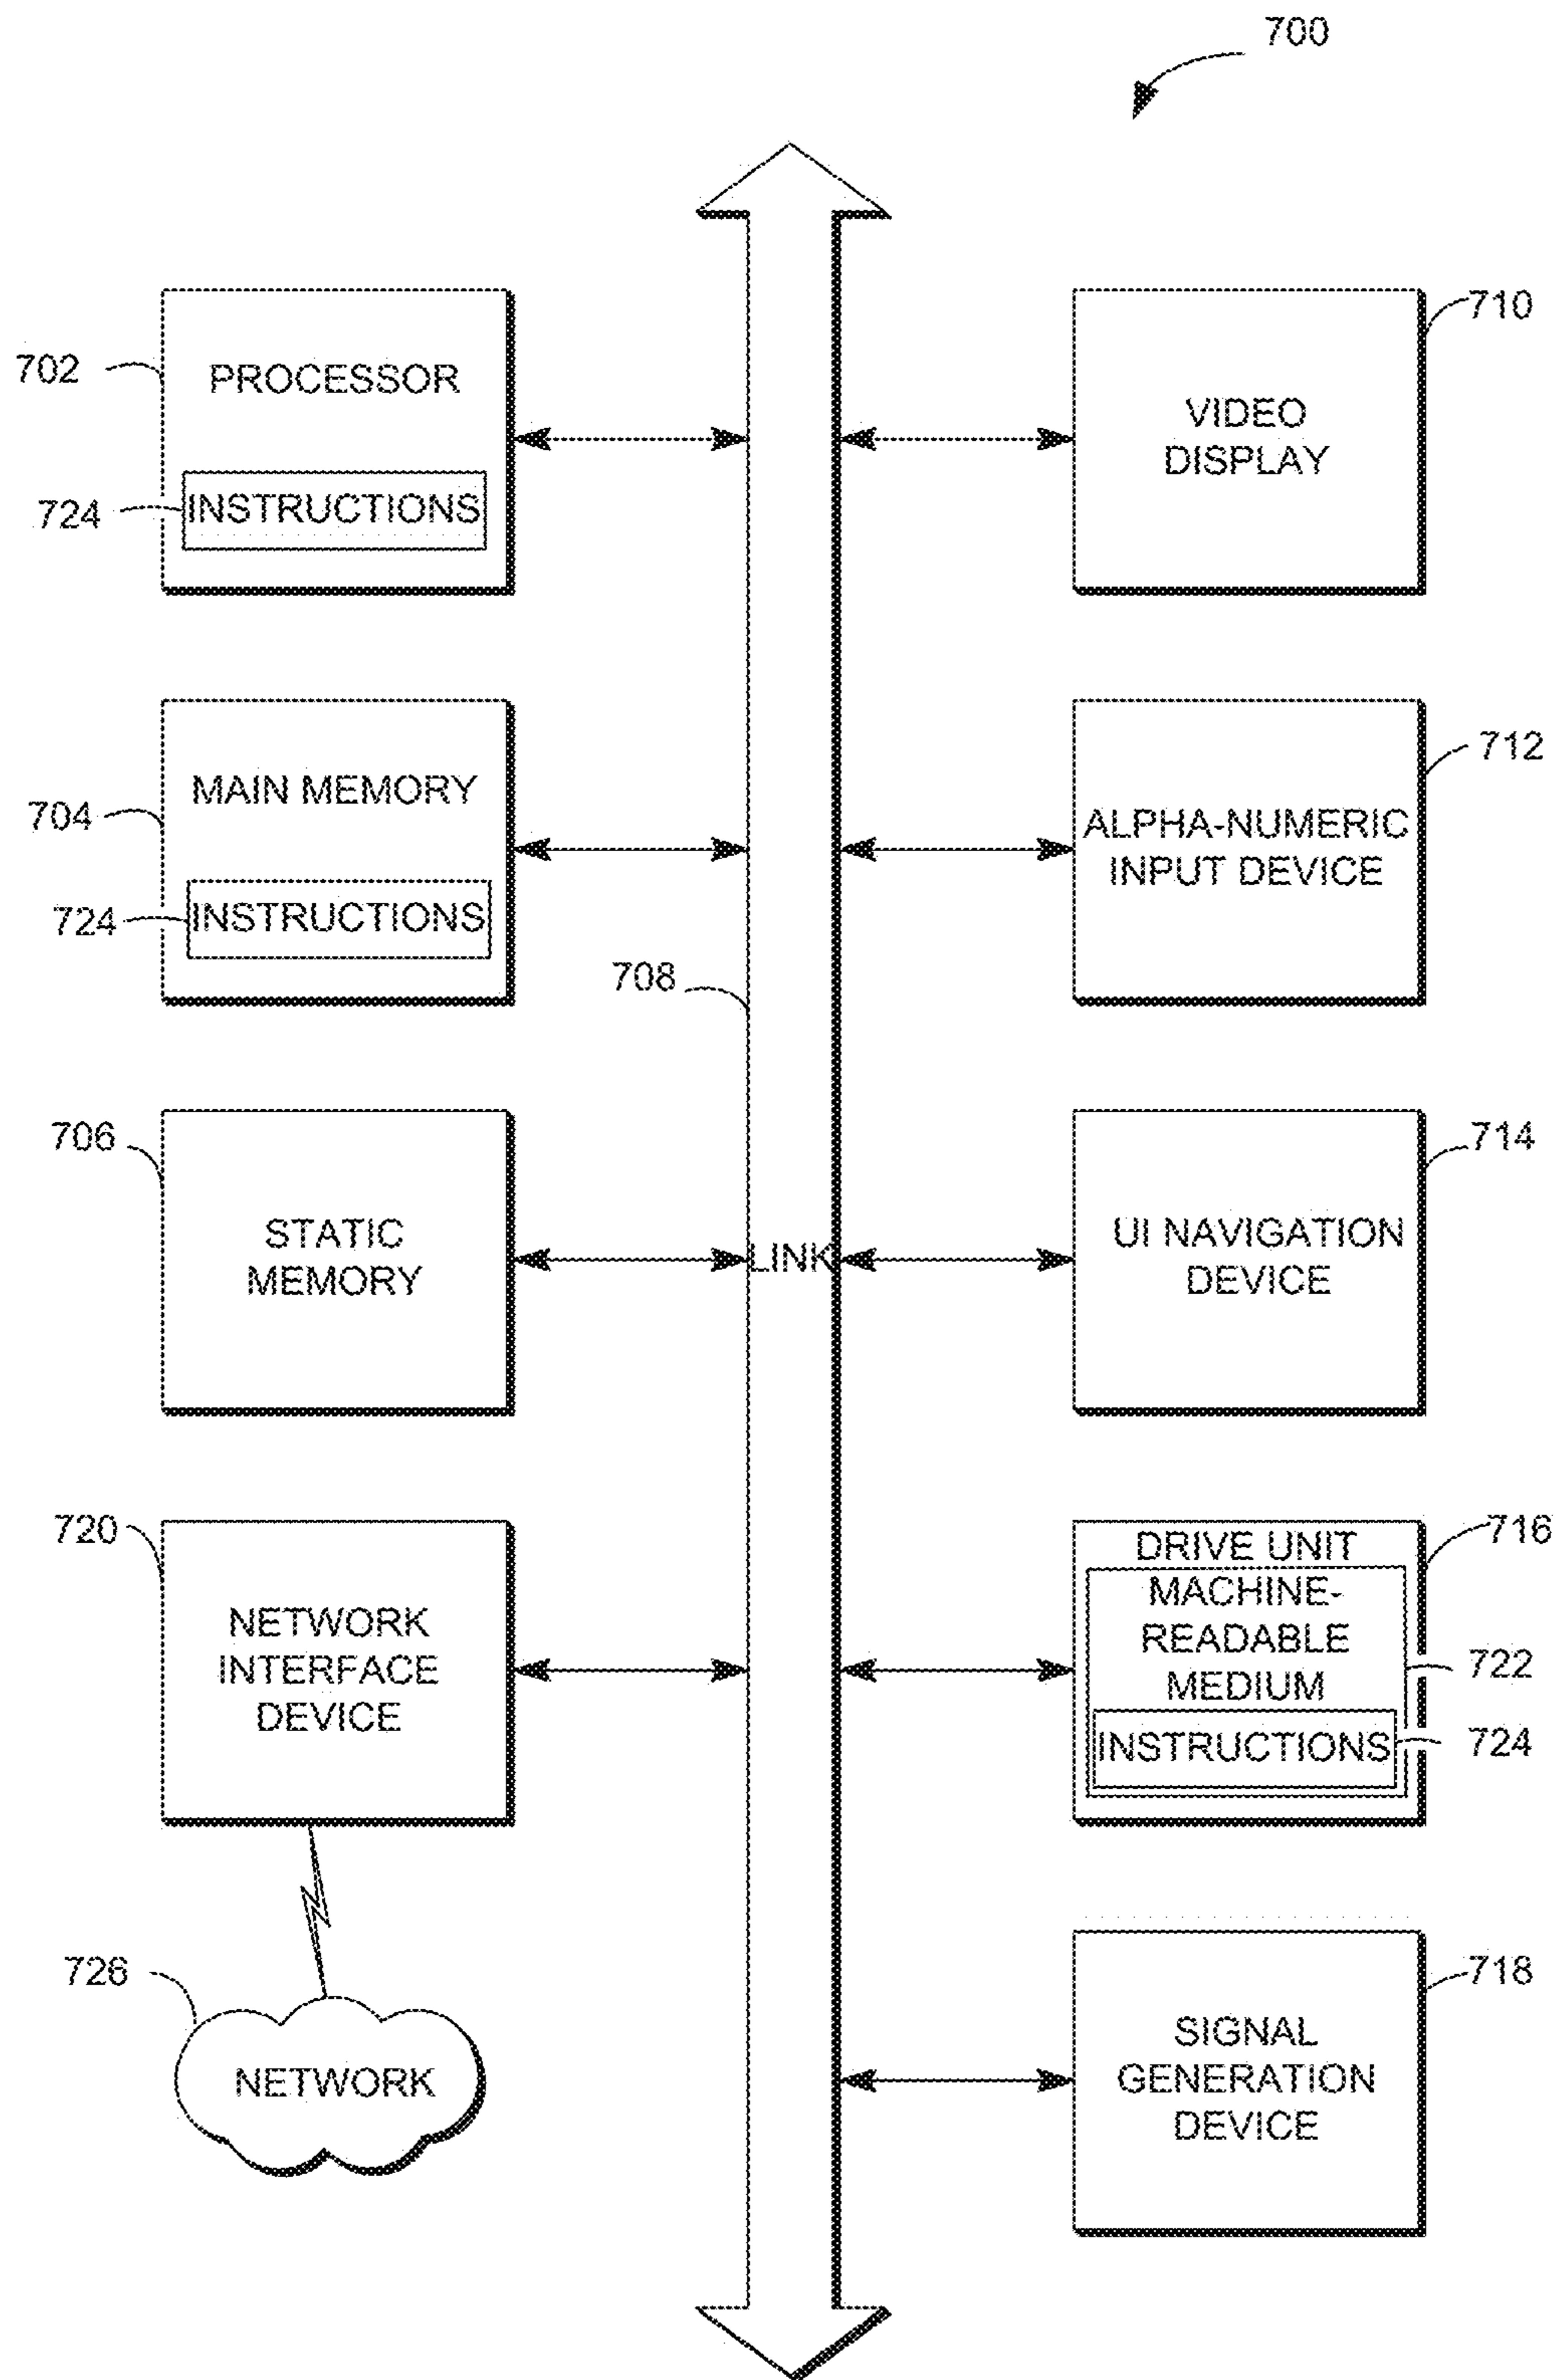 700
702
PROCESSOR
724
INSTRUCTIONS
710
VIDEO
DISPLAY
704
MAIN MEMORY
724
INSTRUCTIONS
712
ALPHA-NUMERIC
INPUT DEVICE
708
LINK
706
STATIC
MEMORY
714
UI NAVIGATION
DEVICE
720
NETWORK
INTERFACE
DEVICE
716
DRIVE UNIT
MACHINE-
READABLE
MEDIUM
722
INSTRUCTIONS
724
726
NETWORK
718
SIGNAL
GENERATION
DEVICE